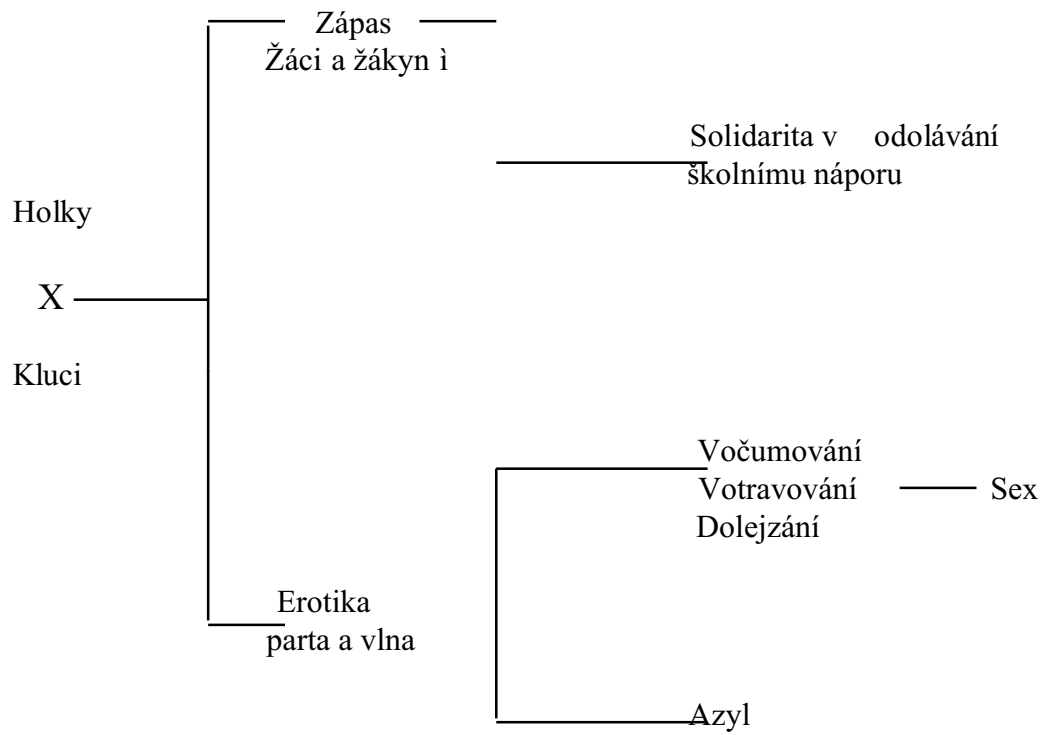 Zápas
Žáci a žákyn ì
Solidarita v odolávání
školnímu náporu
Holky
X
Kluci
Vočumování
Votravování
Dolejzání
Sex
Erotika
parta a vlna
Azyl